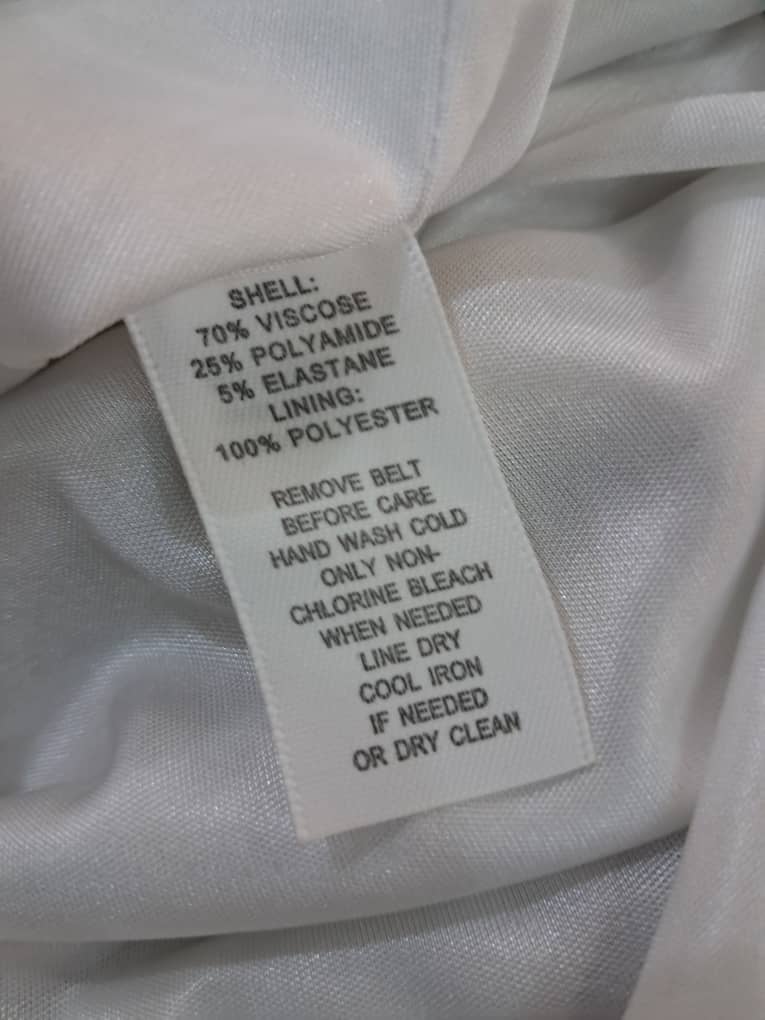 SHELL:
70% VISCOSE
25% POLYAMIDE
5% ELASTANE
LINING:
100% POLYESTER
REMOVE BELT
BEFORE CARE
HAND WASH COLD
ONLY NON-
CHLORINE BLEACH
WHEN NEEDED
LINE DRY
COOL IRON
IF NEEDED
OR DRY CLEAN